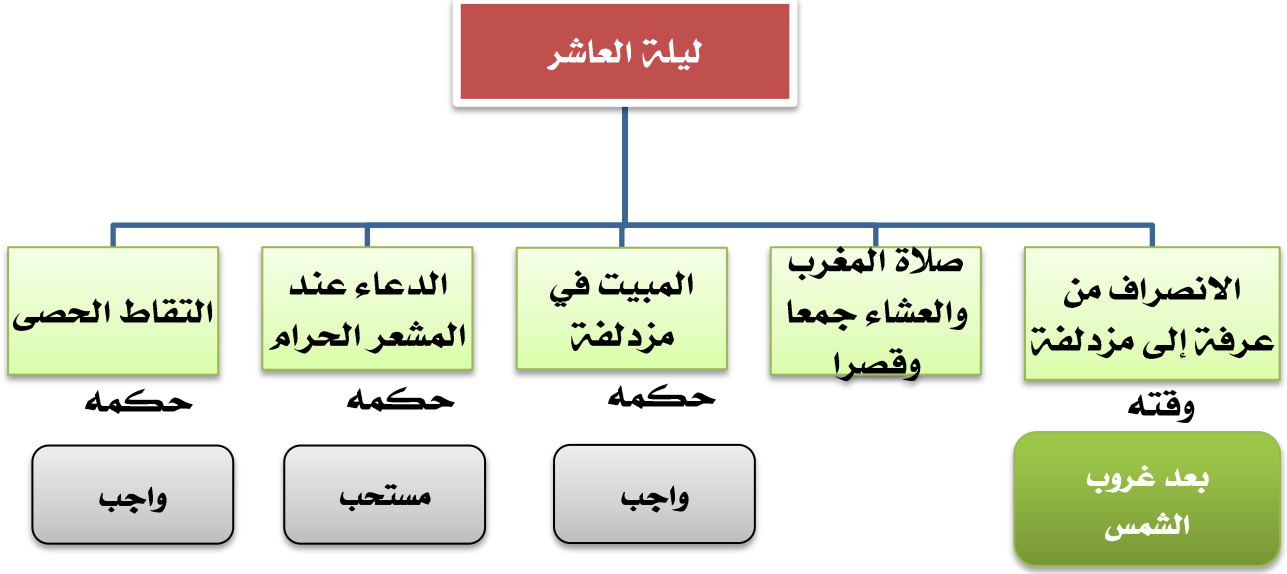 ليلة العاشر
الانصراف من
عرفة إلى مزدلفة
وقته
بعد غروب
الشمس
صلاة المغرب
والعشاء جمعا
وقصرا
المبيت في
مزدلفة
حكمه
واجب
الدعاء عند
المشعر الحرام
حكمه
مستحب
التقاط الحصى
حكمه
واجب